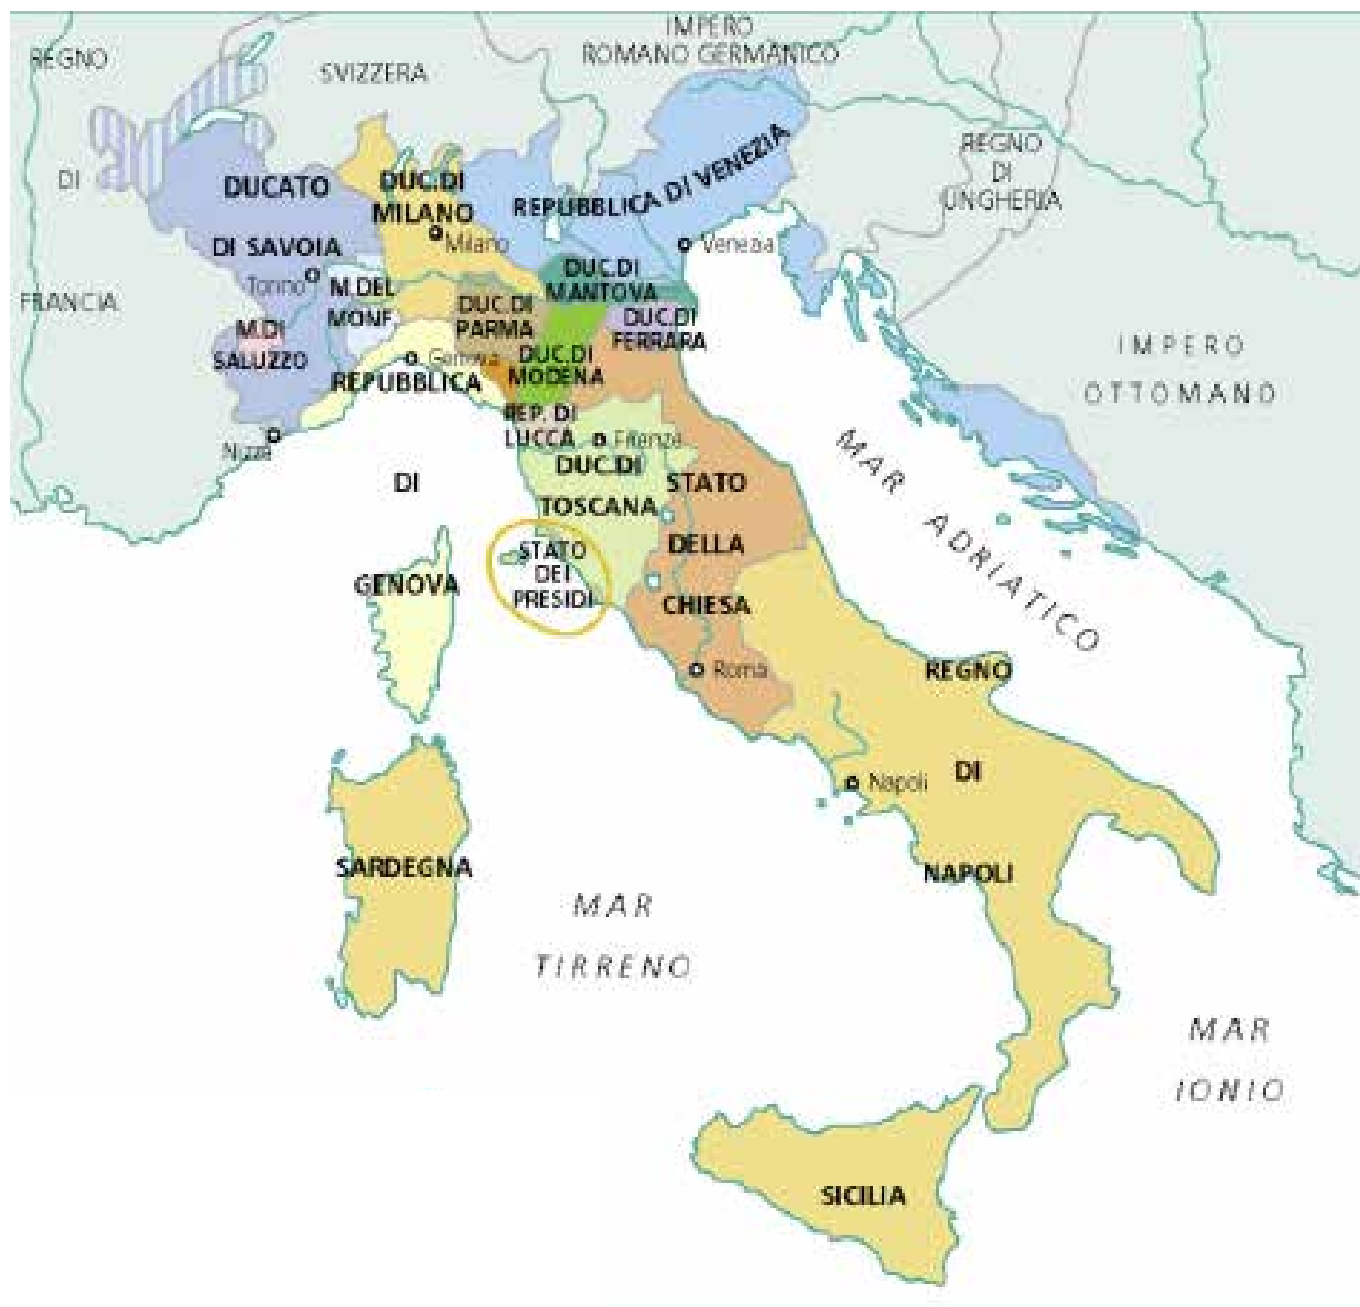 IMPERO
ROMANO GERMANICO
REGNO
DI
FRANCIA
SVIZZERA
REGNO
DI
UNGHERIA
DUCATO
DI SAVOIA
Torino
DUC.DI
MILANO
Milano
REPUBBLICA DI VENEZIA
Venezia
M.DEL
MONF.
M.DI
SALUZZO
DUC.DI
PARMA
DUC.DI
MANTOVA
DUC.DI
FERRARA
DUC.DI
MODENA
Genova
REPUBBLICA
DI
GENOVA
Nizza
REP. DI
LUCCA
Firenze
DUC.DI
TOSCANA
STATO
DELLA
CHIESA
STATO
DEI
PRESIDI
Roma
IMPERO
OTTOMANO
MAR ADRIATICO
REGNO
DI
NAPOLI
Napoli
SARDEGNA
MAR
TIRRENO
MAR
IONIO
SICILIA